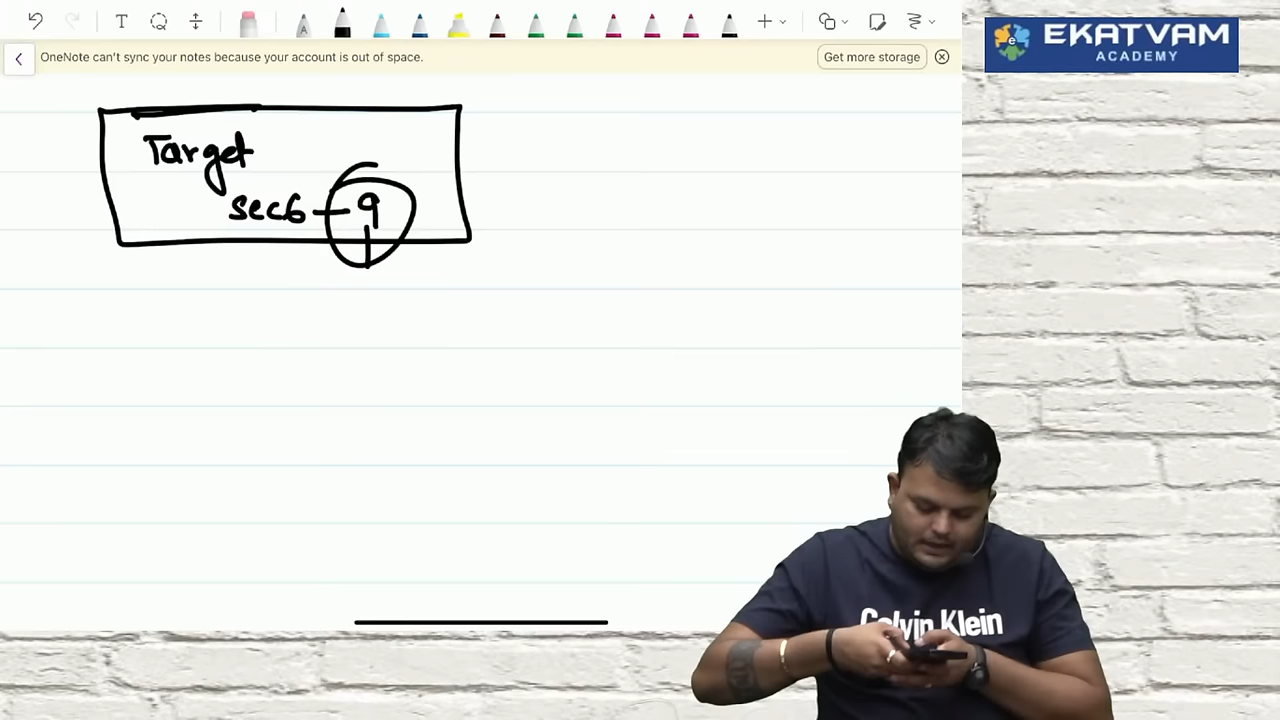 T
A
OneNote can't sync your notes because your account is out of space.
Get more storage
EKATVAM
ACADEMY
Target
sec6 – 9
Calvin Klein